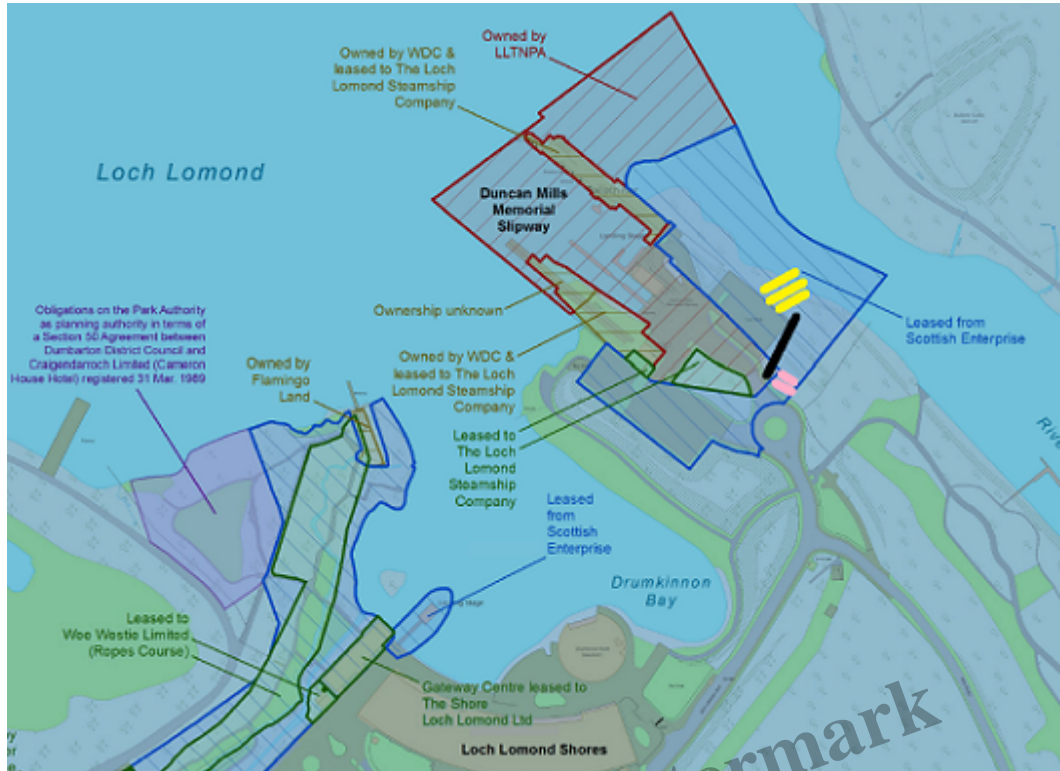 Owned by WDC &
leased to The Loch
Lomond Steamship
Company
Owned by
LLTNPA
Loch Lomond
Duncan Mills
Memorial
Slipway
Ownership unknown
Obligations on the Park Authority
as planning authority in terms of
a Section 50 Agreement between
Dumbarton District Council and
Craigendarroch Limited (Cameron
House Hotel) registered 31 Mar. 1989
Leased from
Scottish Enterprise
Owned by
Flamingo
Land
Owned by WDC &
leased to The Loch
Lomond Steamship
Company
Leased to
The Loch
Lomond
Steamship
Company
Leased
from
Scottish
Enterprise
Drumkinnon
Bay
Leased to
Wee Westie Limited
(Ropes Course)
Gateway Centre leased to
The Shore
Loch Lomond Ltd
Loch Lomond Shores